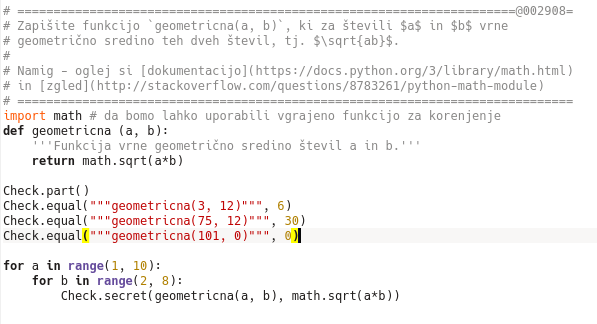 # =====================================================================@002908=
# Zapišite funkcijo `geometricna(a, b)`, ki za števili $a$ in $b$ vrne
# geometrično sredino teh dveh števil, tj. $\sqrt{ab}$.
#
# Namig - oglej si [dokumentacijo](https://docs.python.org/3/library/math.html)
# in [zgled](http://stackoverflow.com/questions/8783261/python-math-module)
# =============================================================================
import math # da bomo lahko uporabili vgrajeno funkcijo za korenjenje
def geometricna (a, b):
    '''Funkcija vrne geometrično sredino števil a in b.'''
    return math.sqrt(a*b)

Check.part()
Check.equal("""geometricna(3, 12)""", 6)
Check.equal("""geometricna(75, 12)""", 30)
Check.equal("""geometricna(101, 0)""", 0)

for a in range(1, 10):
    for b in range(2, 8):
        Check.secret(geometricna(a, b), math.sqrt(a*b))